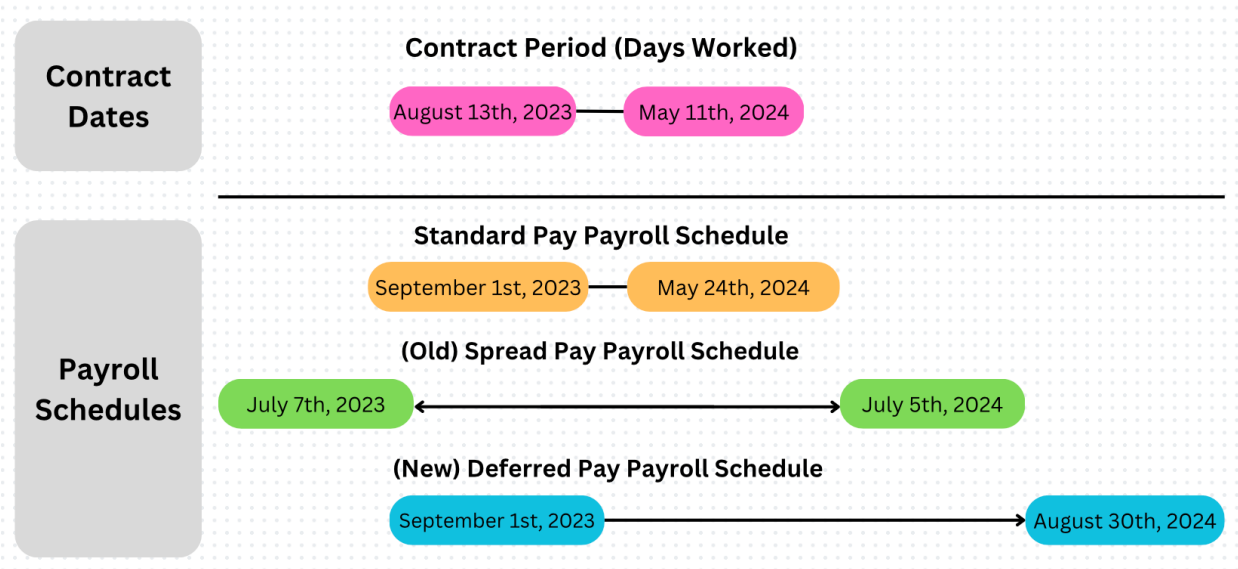 Contract Period (Days Worked)
Contract
Dates
August 13th, 2023
May 11th, 2024
Standard Pay Payroll Schedule
September 1st, 2023
May 24th, 2024
(Old) Spread Pay Payroll Schedule
Payroll
Schedules
July 7th, 2023
July 5th, 2024
(New) Deferred Pay Payroll Schedule
September 1st, 2023
August 30th, 2024